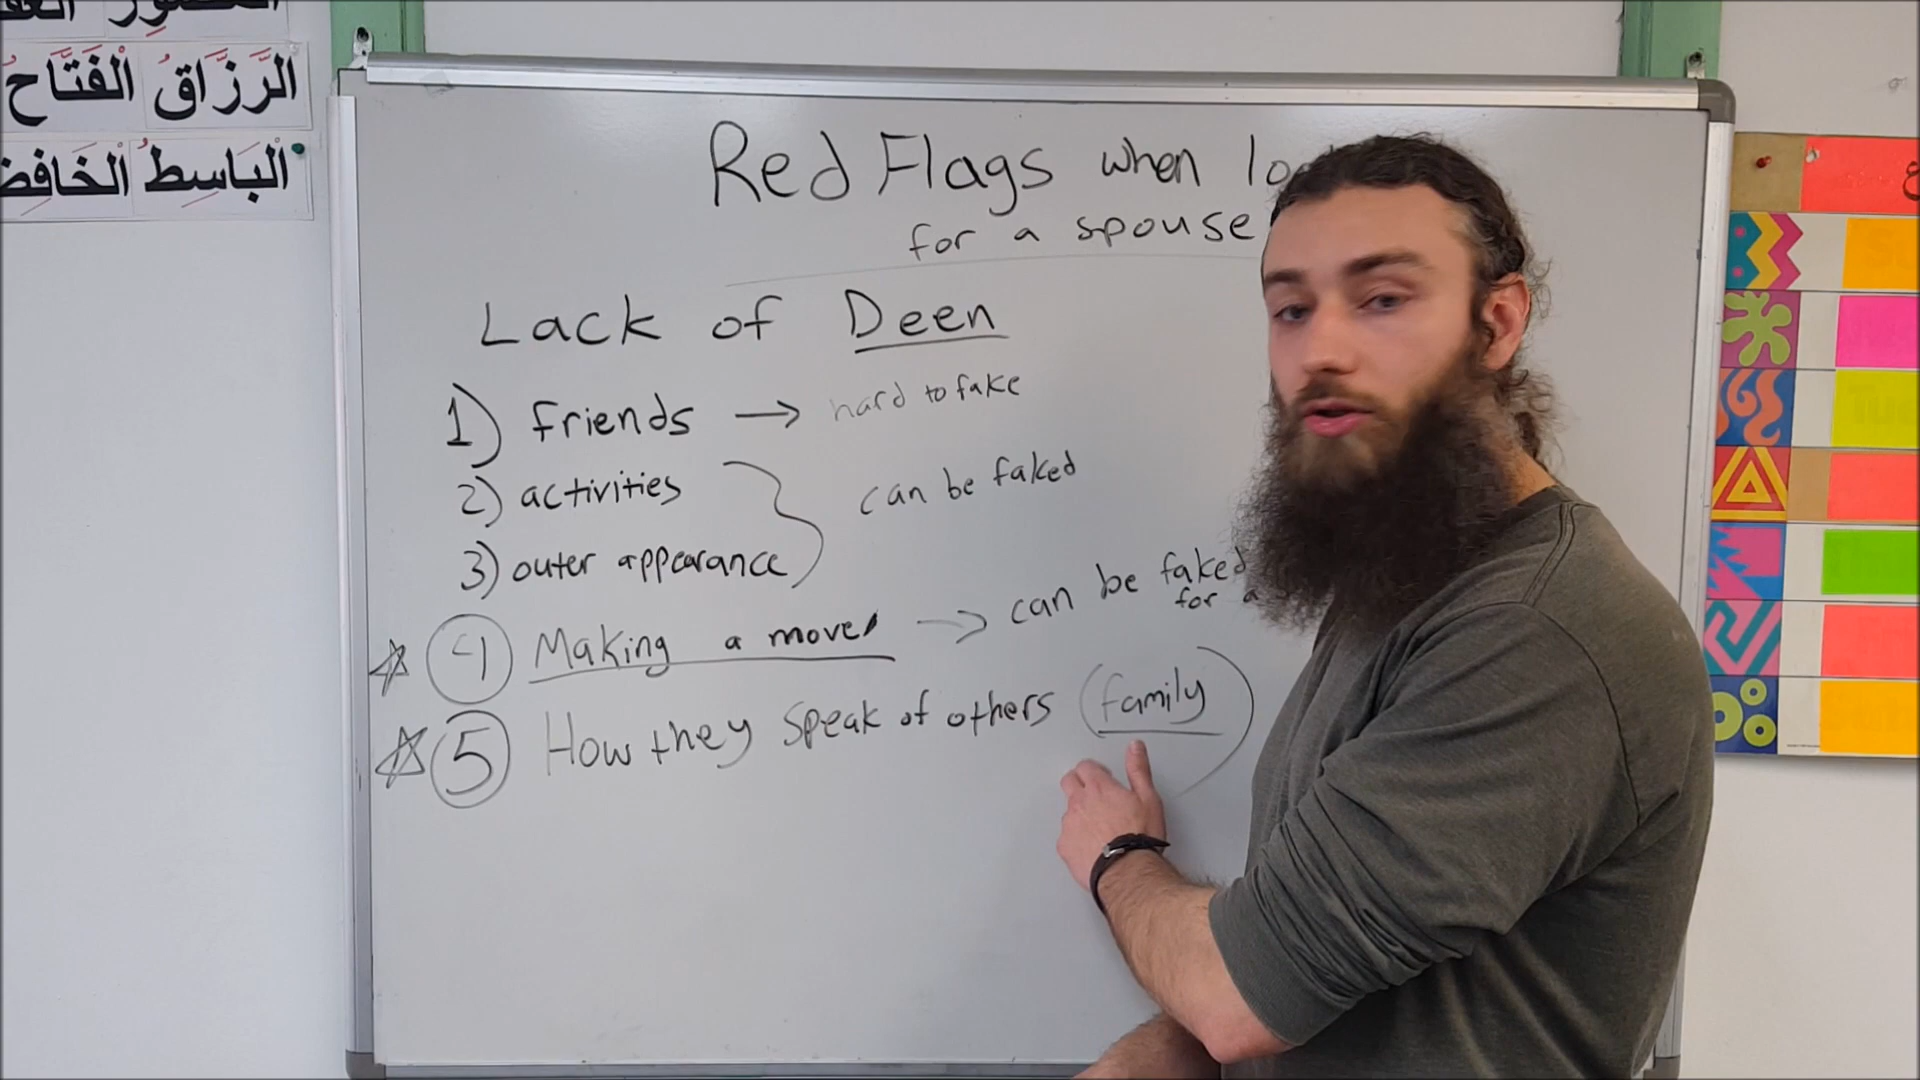 الرَّزَّاقُ الْفَتَّاحُ
الْبَاسِطُ الْخَافِضُ
Red Flags when
for a spouse
Lack of Deen
1) friends → hard to fake
2) activities
can be faked
3) outer appearance
4) Making a move → can be faked
for a
5) How they speak of others (family)